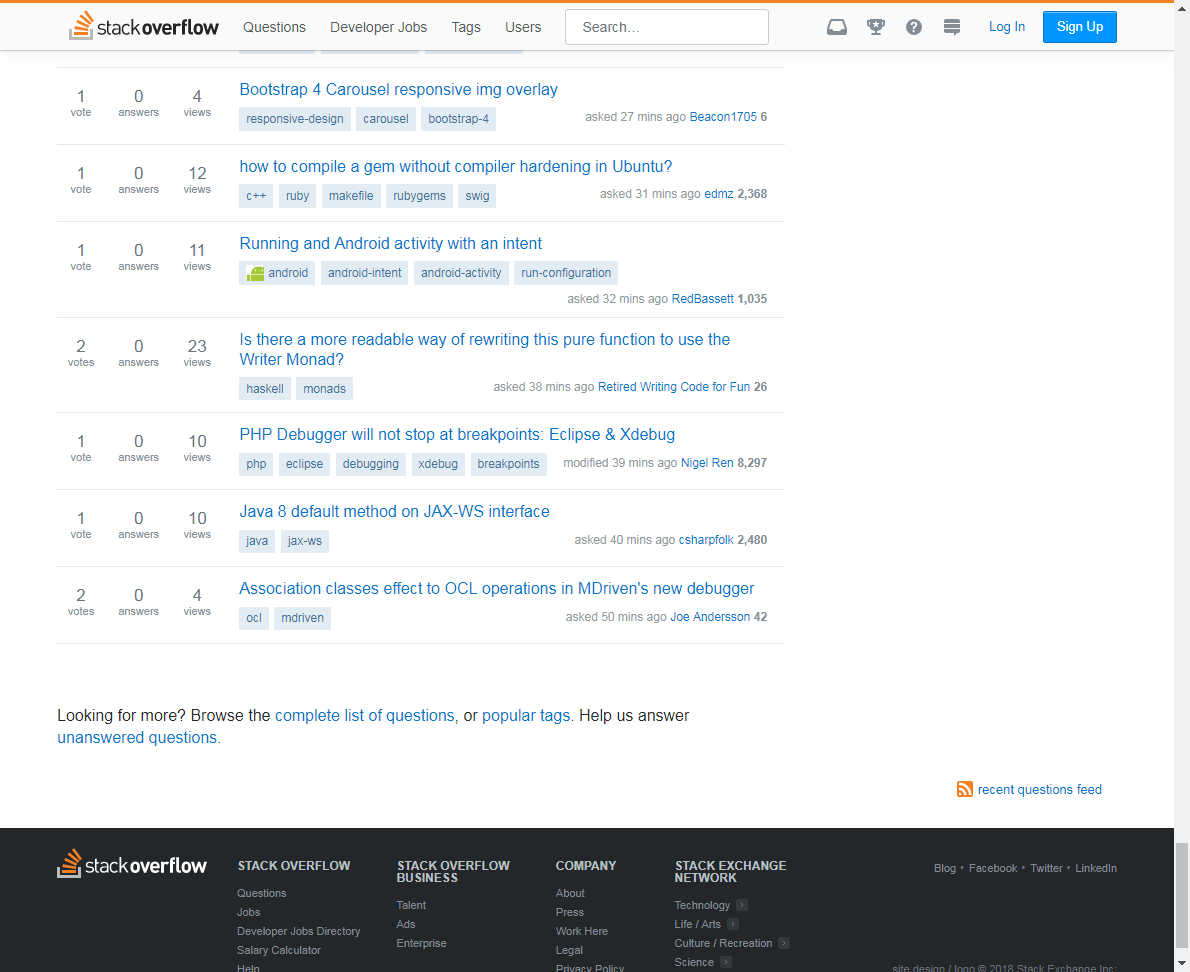 stackoverflow Questions Developer Jobs Tags Users Search… Log In Sign Up
1 0 4 Bootstrap 4 Carousel responsive img overlay
vote answers views responsive-design carousel bootstrap-4 asked 27 mins ago Beacon1705 6
1 0 12 how to compile a gem without compiler hardening in Ubuntu?
vote answers views c++ ruby makefile rubygems swig asked 31 mins ago edmz 2,368
1 0 11 Running and Android activity with an intent
vote answers views android android-intent android-activity run-configuration
asked 32 mins ago RedBassett 1,035
2 0 23 Is there a more readable way of rewriting this pure function to use the
votes answers views Writer Monad?
haskell monads asked 38 mins ago Retired Writing Code for Fun 26
1 0 10 PHP Debugger will not stop at breakpoints: Eclipse & Xdebug
vote answers views php eclipse debugging xdebug breakpoints modified 39 mins ago Nigel Ren 8,297
1 0 10 Java 8 default method on JAX-WS interface
vote answers views java jax-ws asked 40 mins ago csharpfolk 2,480
2 0 4 Association classes effect to OCL operations in MDriven's new debugger
votes answers views ocl mdriven asked 50 mins ago Joe Andersson 42
Looking for more? Browse the complete list of questions, or popular tags. Help us answer
unanswered questions.
recent questions feed
stackoverflow
STACK OVERFLOW
Questions
Jobs
Developer Jobs Directory
Salary Calculator
Help
STACK OVERFLOW
BUSINESS
Talent
Ads
Enterprise
COMPANY
About
Press
Work Here
Legal
Privacy Policy
STACK EXCHANGE
NETWORK
Technology
Life / Arts
Culture / Recreation
Science
Blog • Facebook • Twitter • LinkedIn
site design / logo © 2018 Stack Exchange Inc;